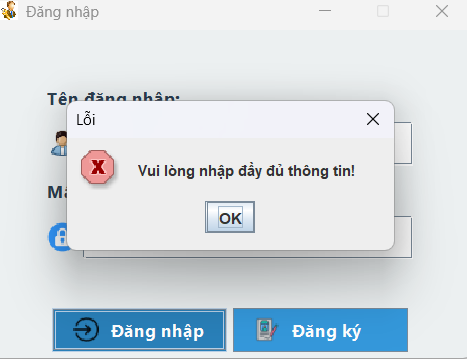 Đăng nhập
Tên đăng nhập:
Lỗi
Vui lòng nhập đầy đủ thông tin!
OK
Đăng nhập
Đăng ký